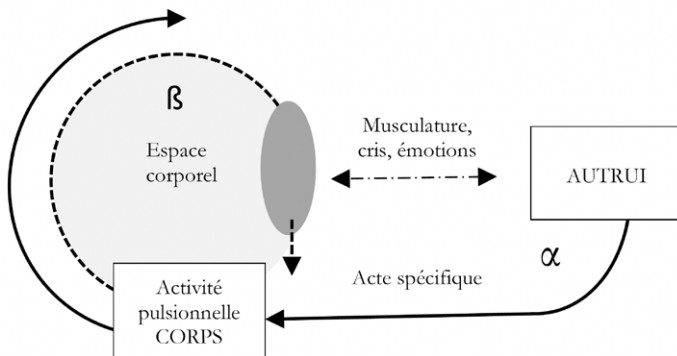 ß
Espace
corporel
Musculature,
cris, émotions
AUTRUI
α
Acte spécifique
Activité
pulsionnelle
CORPS